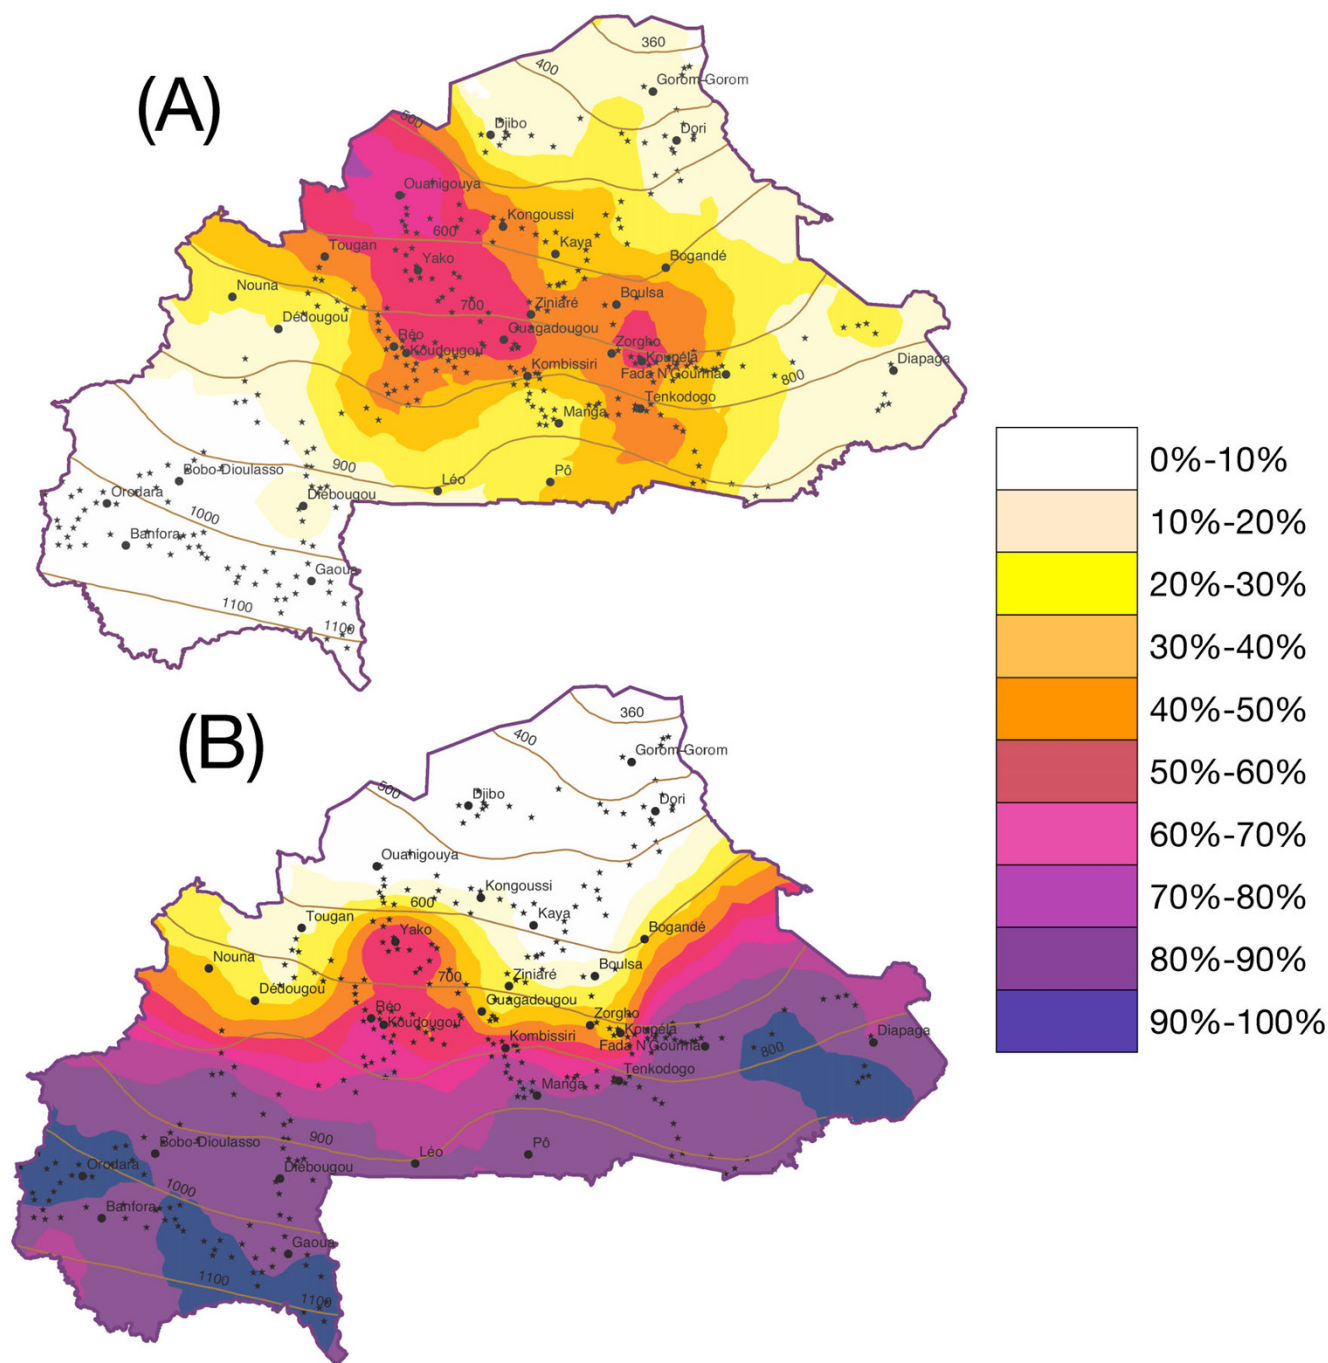 (A)
360
400
Gorom-Gorom
500
Djibo
Dori
Ouahigouya
Kongoussi
600
Tougan
Kaya
Yako
Bogandé
Nouna
700
Ziniaré
Boulsa
Dédougou
Ouagadougou
Réo
Koudougou
Zorgho
Koupéla
Kombissiri
Fada N'Gourma
Diapaga
800
Tenkodogo
Manga
900
Bobo-Dioulasso
Pô
Léo
Orodara
Diébougou
1000
Banfora
Gaoua
1100
1100
0%-10%
10%-20%
20%-30%
30%-40%
40%-50%
50%-60%
60%-70%
70%-80%
80%-90%
90%-100%
(B)
360
400
Gorom-Gorom
500
Djibo
Dori
Ouahigouya
Kongoussi
600
Tougan
Kaya
Yako
Bogandé
Nouna
700
Ziniaré
Boulsa
Dédougou
Ouagadougou
Réo
Koudougou
Zorgho
Koupéla
Kombissiri
Fada N'Gourma
Diapaga
800
Tenkodogo
Manga
900
Bobo-Dioulasso
Pô
Léo
Orodara
Diébougou
1000
Banfora
Gaoua
1100
1100